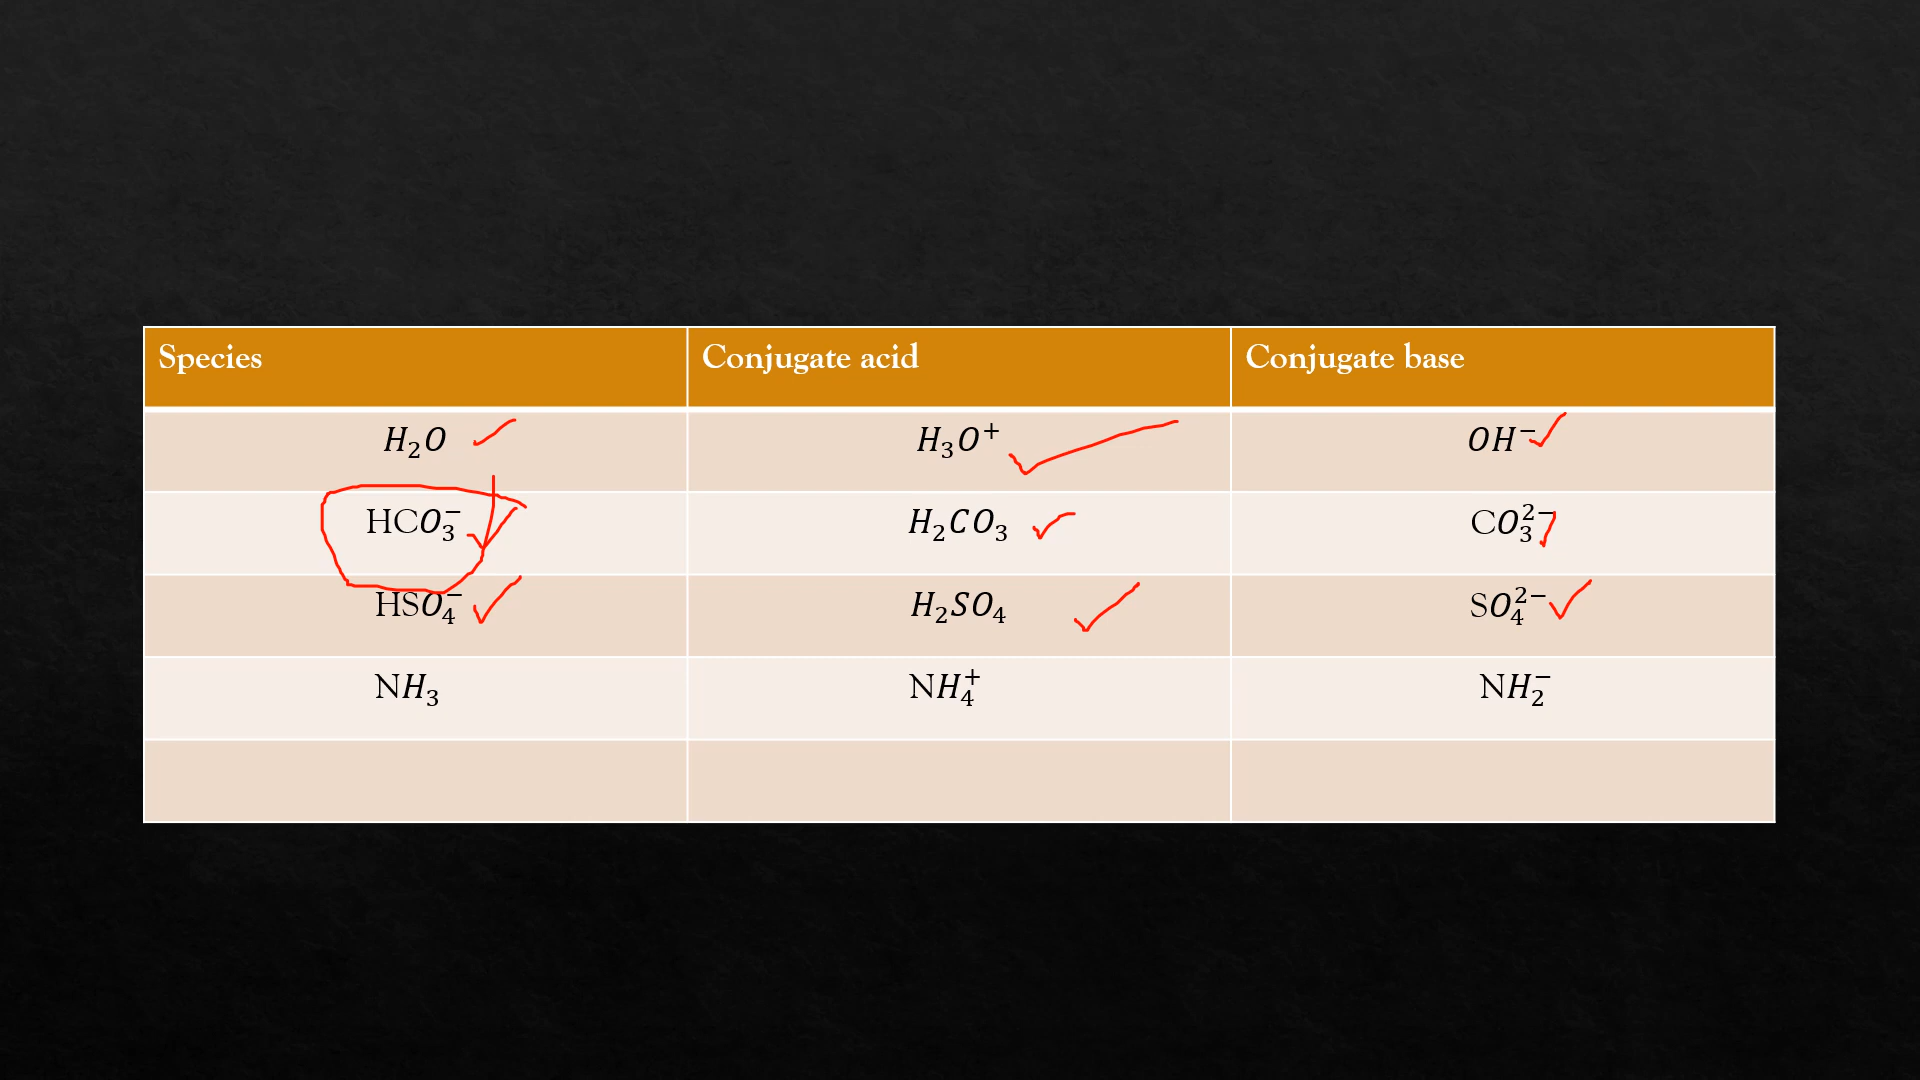 Species Conjugate acid Conjugate base
H₂O H₃O⁺ OH⁻
HCO₃⁻ H₂CO₃ CO₃²⁻
HSO₄⁻ H₂SO₄ SO₄²⁻
NH₃ NH₄⁺ NH₂⁻